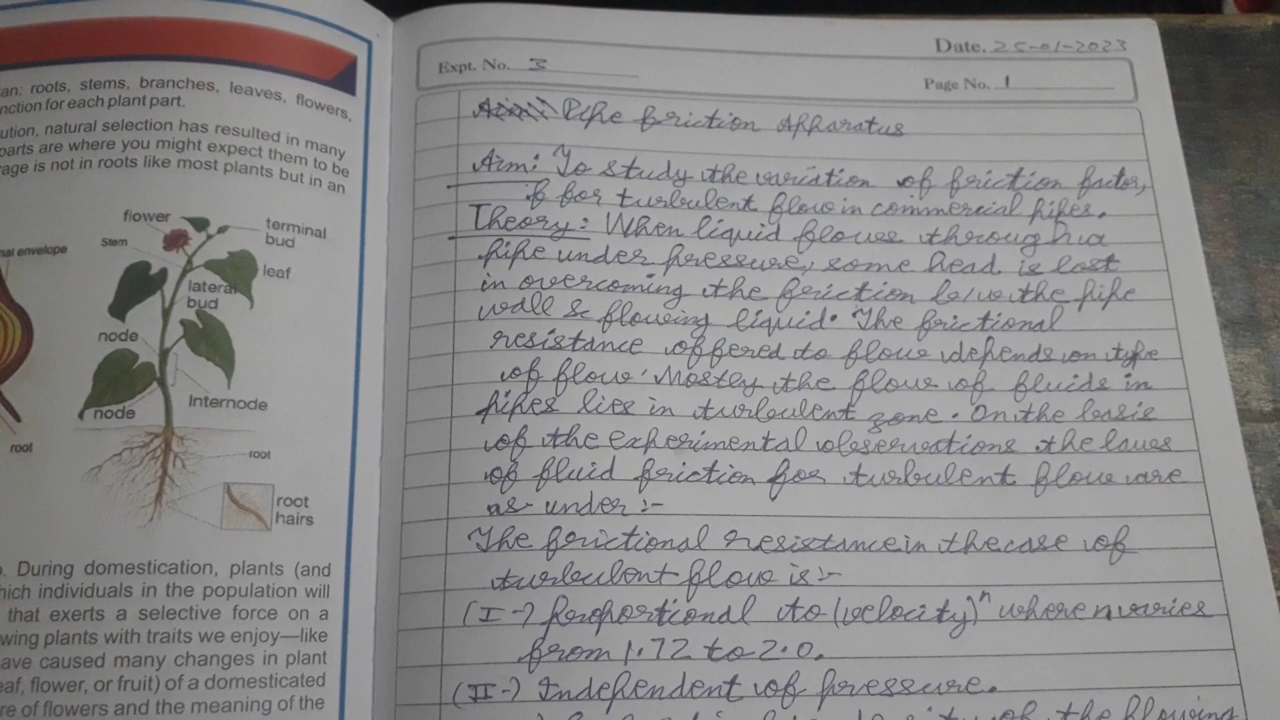 an: roots, stems, branches, leaves, flowers,
nction for each plant part.
ution, natural selection has resulted in many
parts are where you might expect them to be
age is not in roots like most plants but in an
flower
terminal
bud
Stem
nal envelope
leaf
lateral
bud
node
Internode
node
root
root
root
hairs
. During domestication, plants (and
hich individuals in the population will
that exerts a selective force on a
wing plants with traits we enjoy—like
ave caused many changes in plant
eaf, flower, or fruit) of a domesticated
re of flowers and the meaning of the
Date. 25-01-2023
Expt. No. 3
Page No. 1
Pipe friction Apparatus
Aim: To study the variation of friction factor,
f for turbulent flow in commercial pipes.
Theory: When liquid flows through a
pipe under pressure, some head is lost
in overcoming the friction b/w the pipe
wall & flowing liquid. The frictional
resistance offered to flow depends on type
of flow. Mostly the flow of fluids in
pipes lies in turbulent zone. On the basis
of the experimental observations the laws
of fluid friction for turbulent flow are
as under :-
The frictional resistance in the case of
turbulent flow is :-
(I-) proportional to (velocity)ⁿ where n varies
from 1.72 to 2.0.
(II-) Independent of pressure.
of the flowing